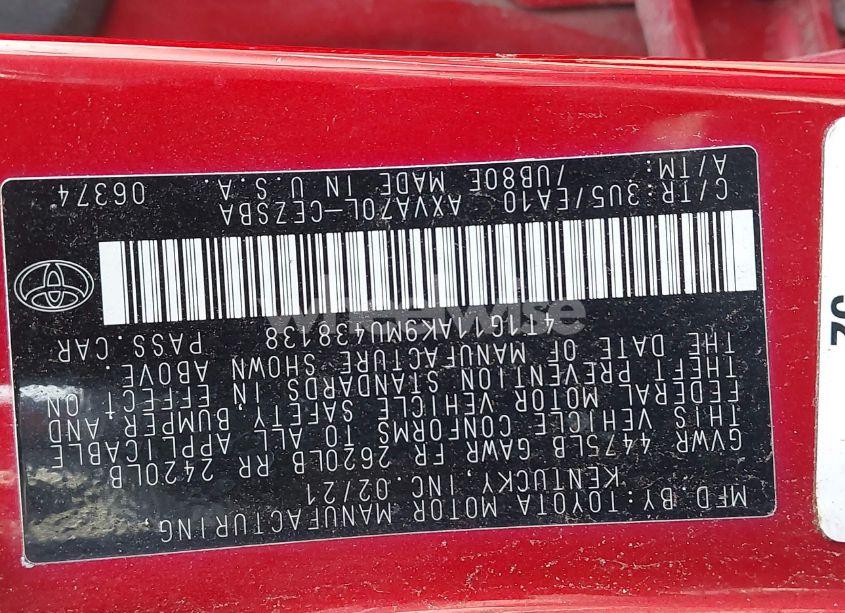 MFD. BY: TOYOTA MOTOR MANUFACTURING,
KENTUCKY, INC. 02/21
GVWR 4475LB GAWR FR 2620LB RR 2420LB
THIS VEHICLE CONFORMS TO ALL APPLICABLE
FEDERAL MOTOR VEHICLE SAFETY, BUMPER AND
THEFT PREVENTION STANDARDS IN EFFECT ON
THE DATE OF MANUFACTURE SHOWN ABOVE.
4T1G11AK9MU438138 PASS. CAR
C/TR: 3U5/EA10 AXVA70L-CEZSBA
A/TM: /UB80E MADE IN U.S.A. 06374
wheelwise